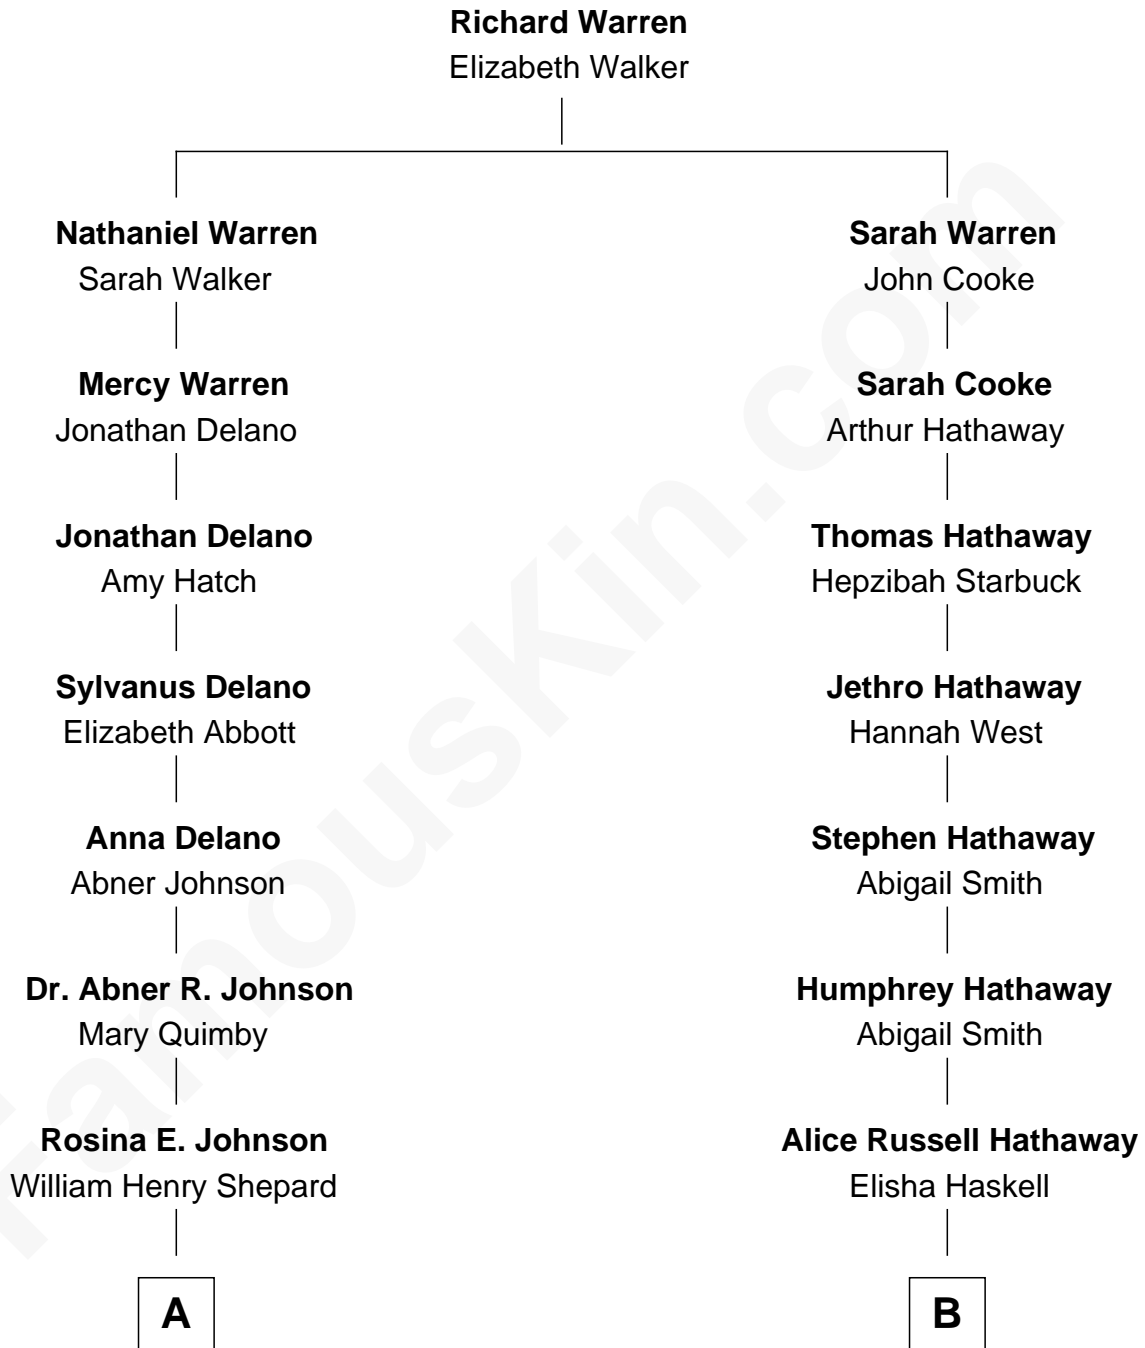 Richard Warren
Elizabeth Walker
Nathaniel Warren
Sarah Walker
Sarah Warren
John Cooke
Mercy Warren
Jonathan Delano
Sarah Cooke
Arthur Hathaway
Jonathan Delano
Amy Hatch
Thomas Hathaway
Hepzibah Starbuck
Sylvanus Delano
Elizabeth Abbott
Jethro Hathaway
Hannah West
Anna Delano
Abner Johnson
Stephen Hathaway
Abigail Smith
Dr. Abner R. Johnson
Mary Quimby
Humphrey Hathaway
Abigail Smith
Rosina E. Johnson
William Henry Shepard
Alice Russell Hathaway
Elisha Haskell
A
B
FamousKin.com